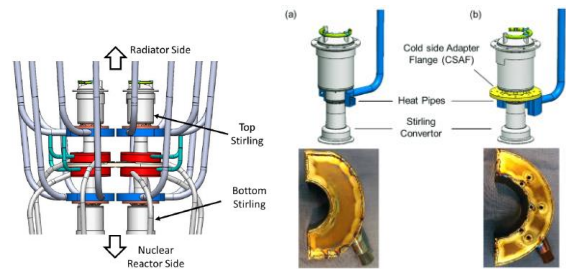 Radiator Side
Top
Stirling
Bottom
Stirling
Nuclear
Reactor Side
(a)
(b)
Cold side Adapter
Flange (CSAF)
Heat Pipes
Stirling
Convertor